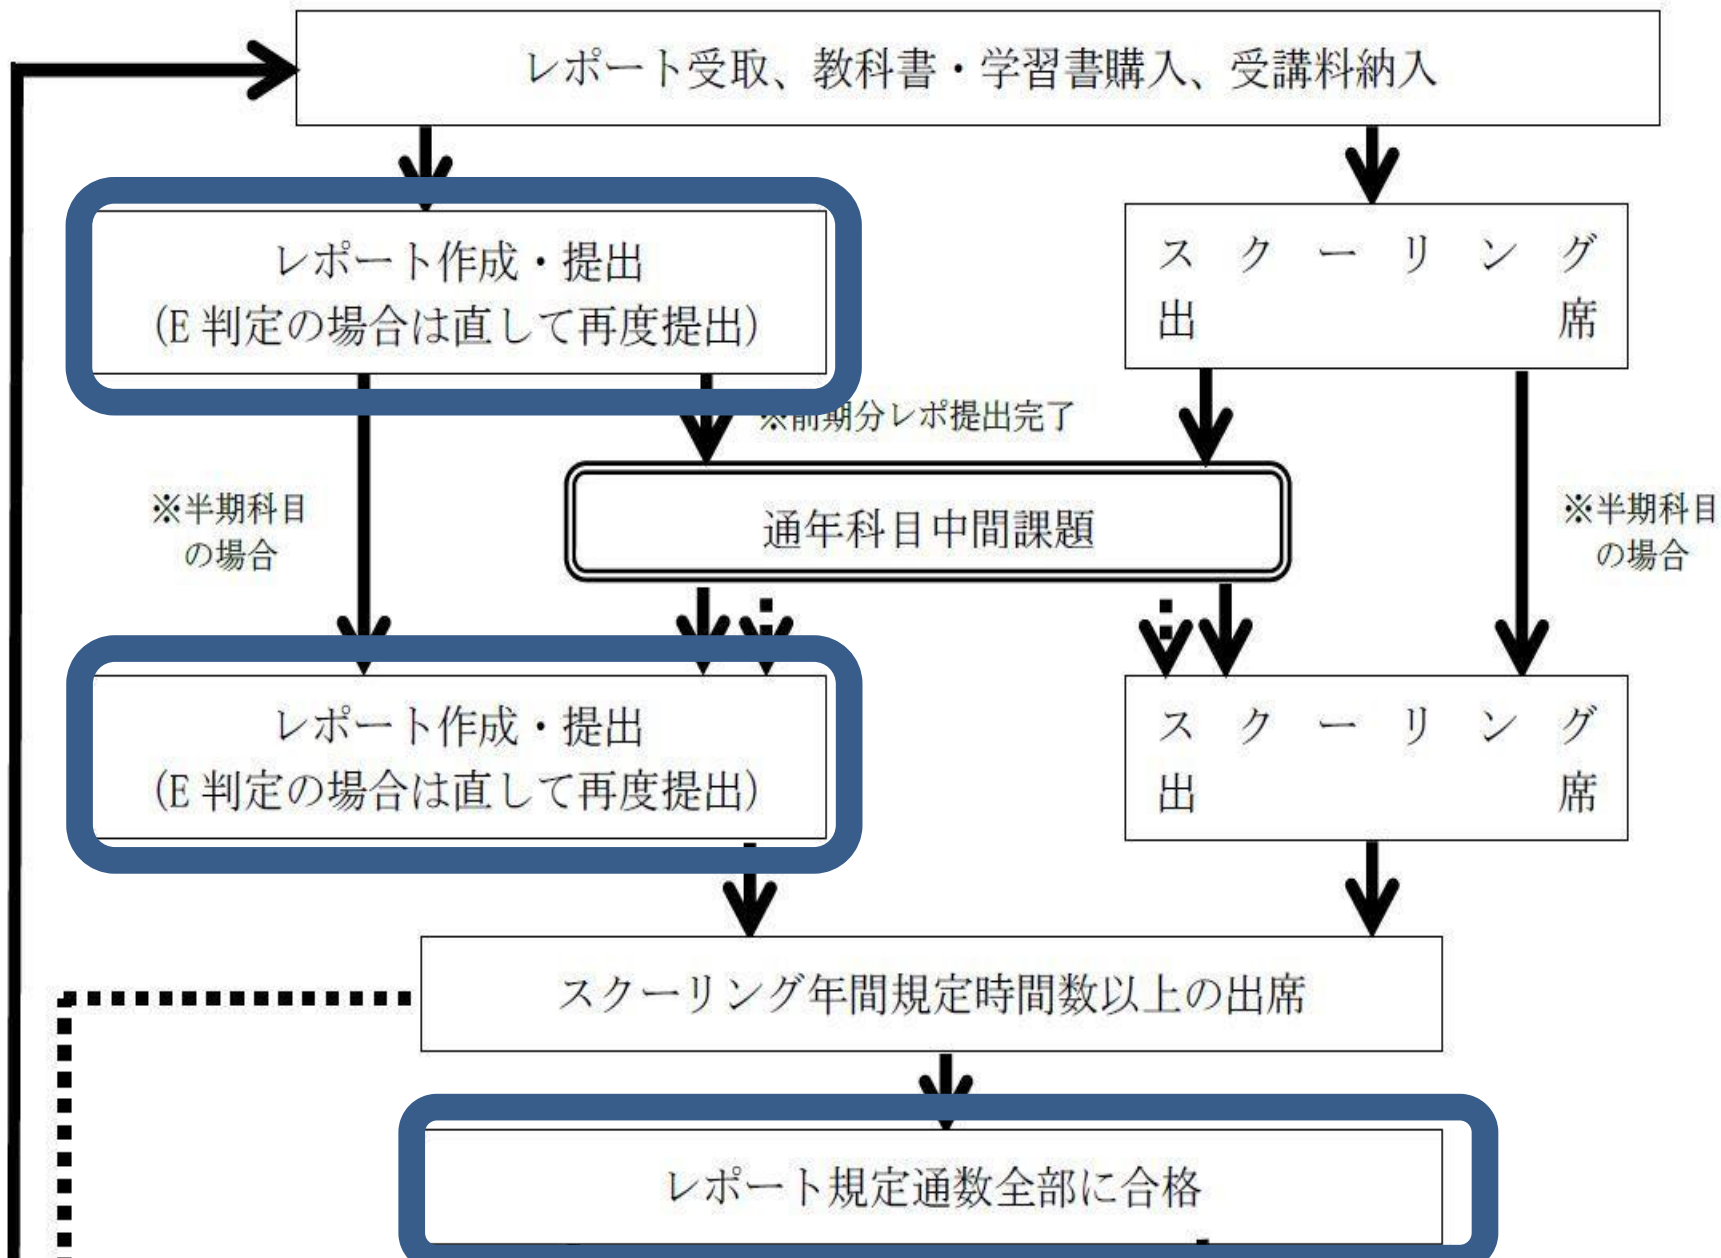 レポート受取、教科書・学習書購入、受講料納入
レポート作成・提出
(E 判定の場合は直して再度提出)
スクーリング
出席
※前期分レポ提出完了
※半期科目
の場合
通年科目中間課題
※半期科目
の場合
レポート作成・提出
(E 判定の場合は直して再度提出)
スクーリング
出席
スクーリング年間規定時間数以上の出席
レポート規定通数全部に合格